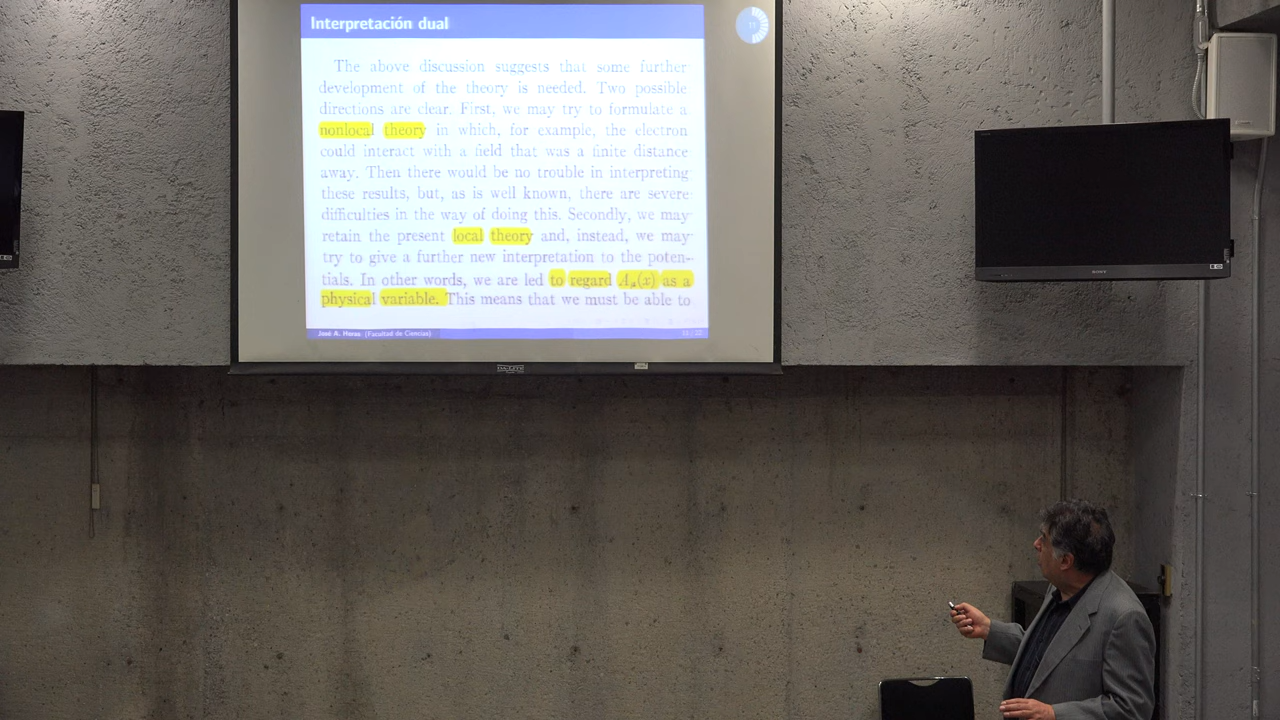 Interpretación dual
11
The above discussion suggests that some further
development of the theory is needed. Two possible
directions are clear. First, we may try to formulate a
nonlocal theory in which, for example, the electron
could interact with a field that was a finite distance
away. Then there would be no trouble in interpreting
these results, but, as is well known, there are severe
difficulties in the way of doing this. Secondly, we may
retain the present local theory and, instead, we may
try to give a further new interpretation to the poten-
tials. In other words, we are led to regard Aμ(x) as a
physical variable. This means that we must be able to
José A. Heras (Facultad de Ciencias)
SONY